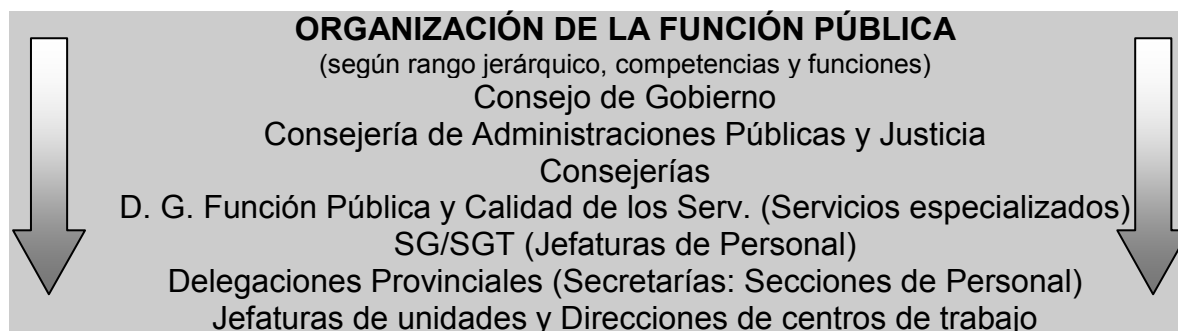 ORGANIZACIÓN DE LA FUNCIÓN PÚBLICA
(según rango jerárquico, competencias y funciones)
Consejo de Gobierno
Consejería de Administraciones Públicas y Justicia
Consejerías
D. G. Función Pública y Calidad de los Serv. (Servicios especializados)
SG/SGT (Jefaturas de Personal)
Delegaciones Provinciales (Secretarías: Secciones de Personal)
Jefaturas de unidades y Direcciones de centros de trabajo